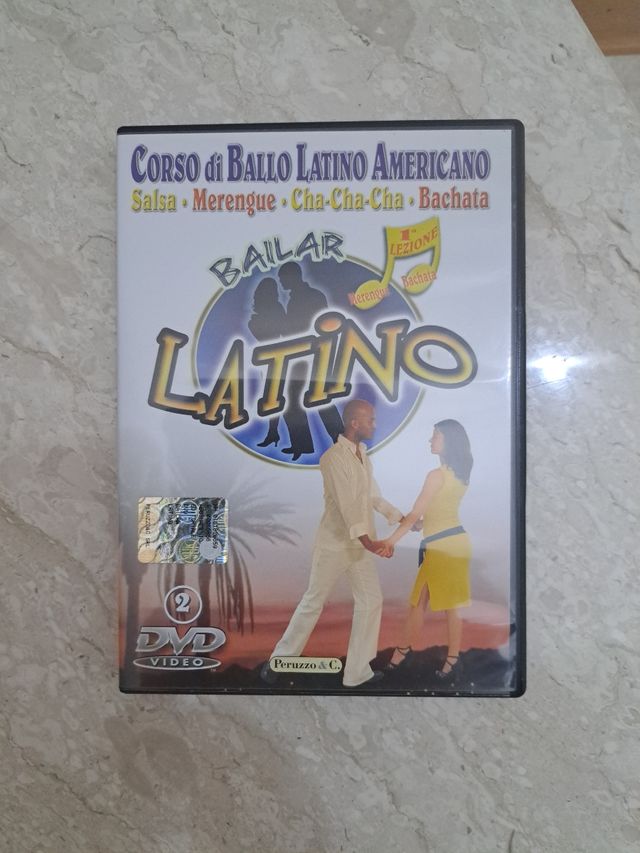 CORSO di BALLO LATINO AMERICANO
Salsa • Merengue • Cha-Cha-Cha • Bachata
BAILAR
1a LEZIONE
Merengue Bachata
LATINO
2
DVD
VIDEO
Peruzzo & C.